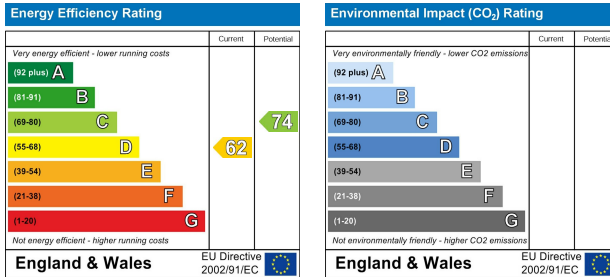 Energy Efficiency Rating
Current Potential
Very energy efficient - lower running costs
(92 plus) A
(81-91) B
(69-80) C
74
(55-68) D
62
(39-54) E
(21-38) F
(1-20) G
Not energy efficient - higher running costs
England & Wales
EU Directive
2002/91/EC
Environmental Impact (CO2) Rating
Current Potential
Very environmentally friendly - lower CO2 emissions
(92 plus) A
(81-91) B
(69-80) C
(55-68) D
(39-54) E
(21-38) F
(1-20) G
Not environmentally friendly - higher CO2 emissions
England & Wales
EU Directive
2002/91/EC